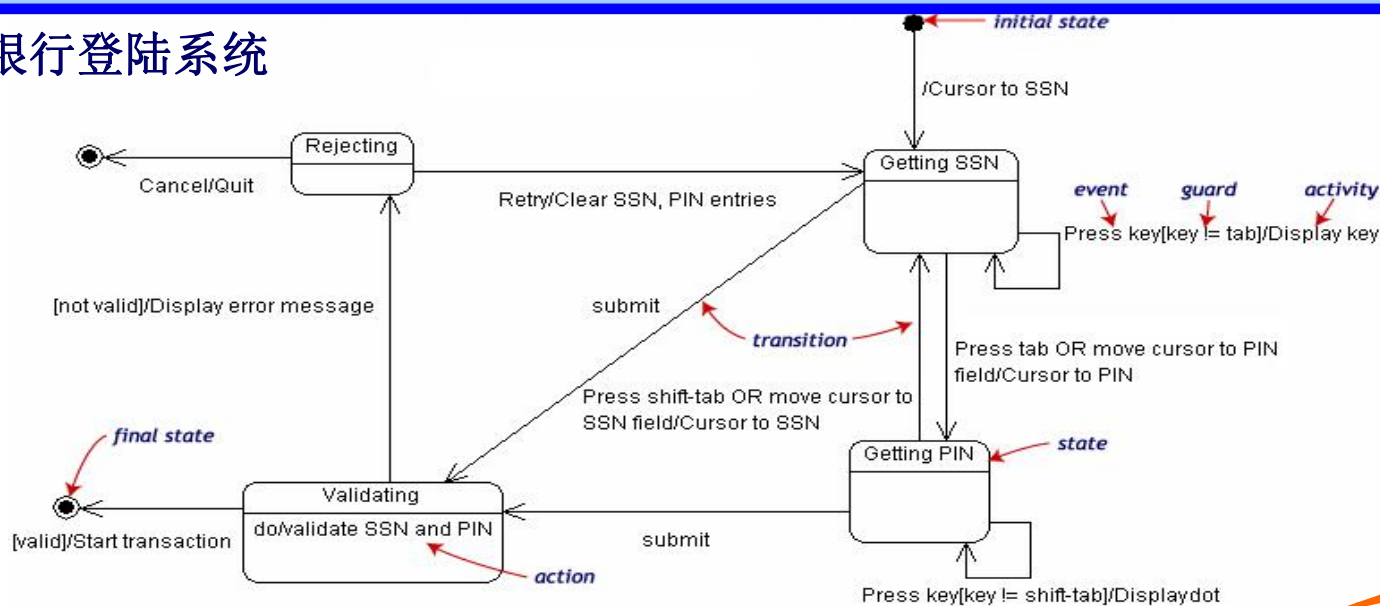 银行登陆系统
initial state
/Cursor to SSN
Rejecting
Getting SSN
Cancel/Quit
Retry/Clear SSN, PIN entries
event
guard
activity
Press key[key != tab]/Display key
[not valid]/Display error message
submit
transition
Press tab OR move cursor to PIN
field/Cursor to PIN
Press shift-tab OR move cursor to
SSN field/Cursor to SSN
final state
Getting PIN
state
Validating
do/validate SSN and PIN
[valid]/Start transaction
submit
action
Press key[key != shift-tab]/Displaydot